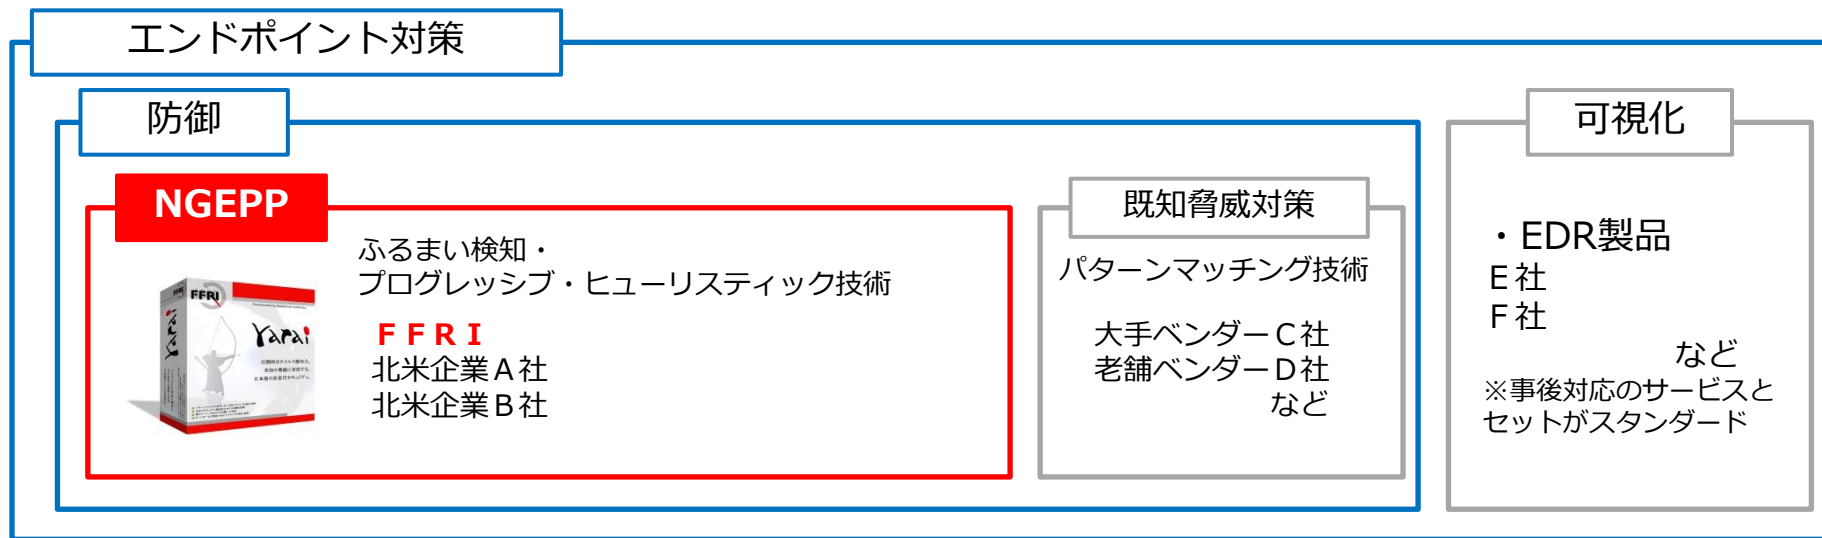 エンドポイント対策
防御
可視化
NGEPP
ふるまい検知・
プログレッシブ・ヒューリスティック技術
ＦＦＲＩ
北米企業Ａ社
北米企業Ｂ社
FFRI
yarai
既知脅威対策
パターンマッチング技術
大手ベンダーＣ社
老舗ベンダーＤ社
など
・EDR製品
Ｅ社
Ｆ社
など
※事後対応のサービスと
セットがスタンダード